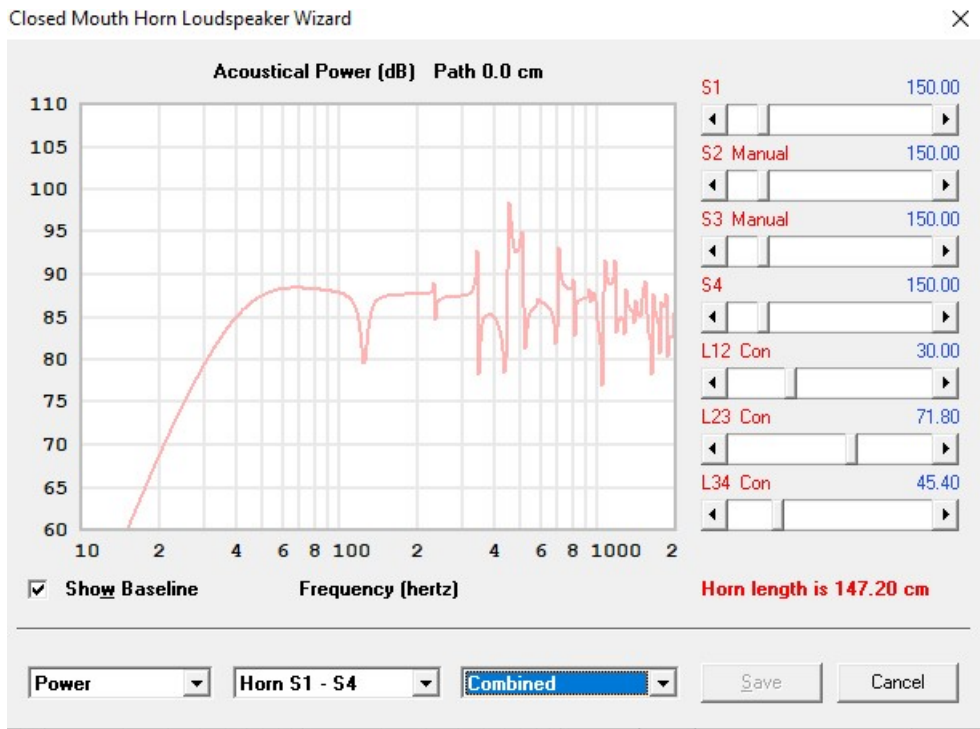 Closed Mouth Horn Loudspeaker Wizard
Acoustical Power (dB) Path 0.0 cm
110
105
100
95
90
85
80
75
70
65
60
10 2 4 6 8 100 2 4 6 8 1000 2
Show Baseline
Frequency (hertz)
S1 150.00
S2 Manual 150.00
S3 Manual 150.00
S4 150.00
L12 Con 30.00
L23 Con 71.80
L34 Con 45.40
Horn length is 147.20 cm
Power
Horn S1 - S4
Combined
Save
Cancel